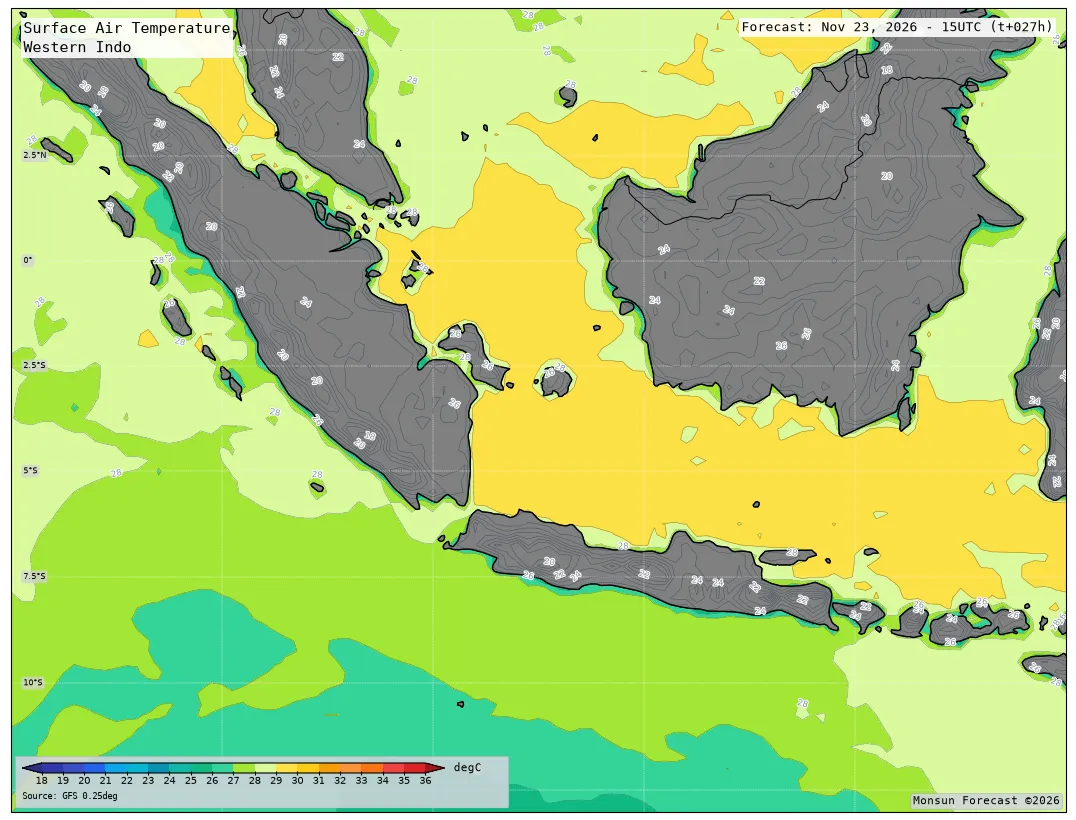 Surface Air Temperature
Western Indo
Forecast: Nov 23, 2026 - 15UTC (t+027h)
2.5°N
0°
2.5°S
5°S
7.5°S
10°S
18 19 20 21 22 23 24 25 26 27 28 29 30 31 32 33 34 35 36 degC
Source: GFS 0.25deg
Monsun Forecast ©2026